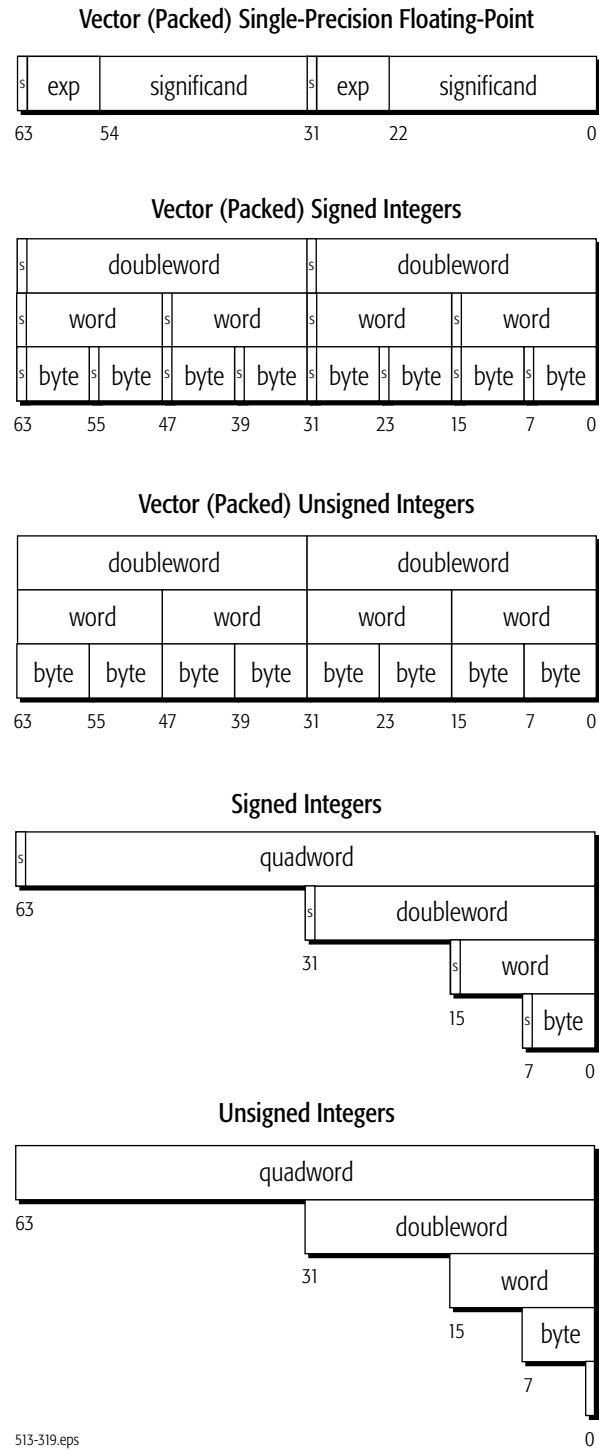 Vector (Packed) Single-Precision Floating-Point
s exp significand s exp significand
63 54 31 22 0
Vector (Packed) Signed Integers
s doubleword s doubleword
s word s word s word s word
s byte s byte s byte s byte s byte s byte s byte s byte
63 55 47 39 31 23 15 7 0
Vector (Packed) Unsigned Integers
doubleword doubleword
word word word word
byte byte byte byte byte byte byte byte
63 55 47 39 31 23 15 7 0
Signed Integers
s quadword
63 s doubleword
31 s word
15 s byte
7 0
Unsigned Integers
quadword
63 doubleword
31 word
15 byte
7
513-319.eps 0